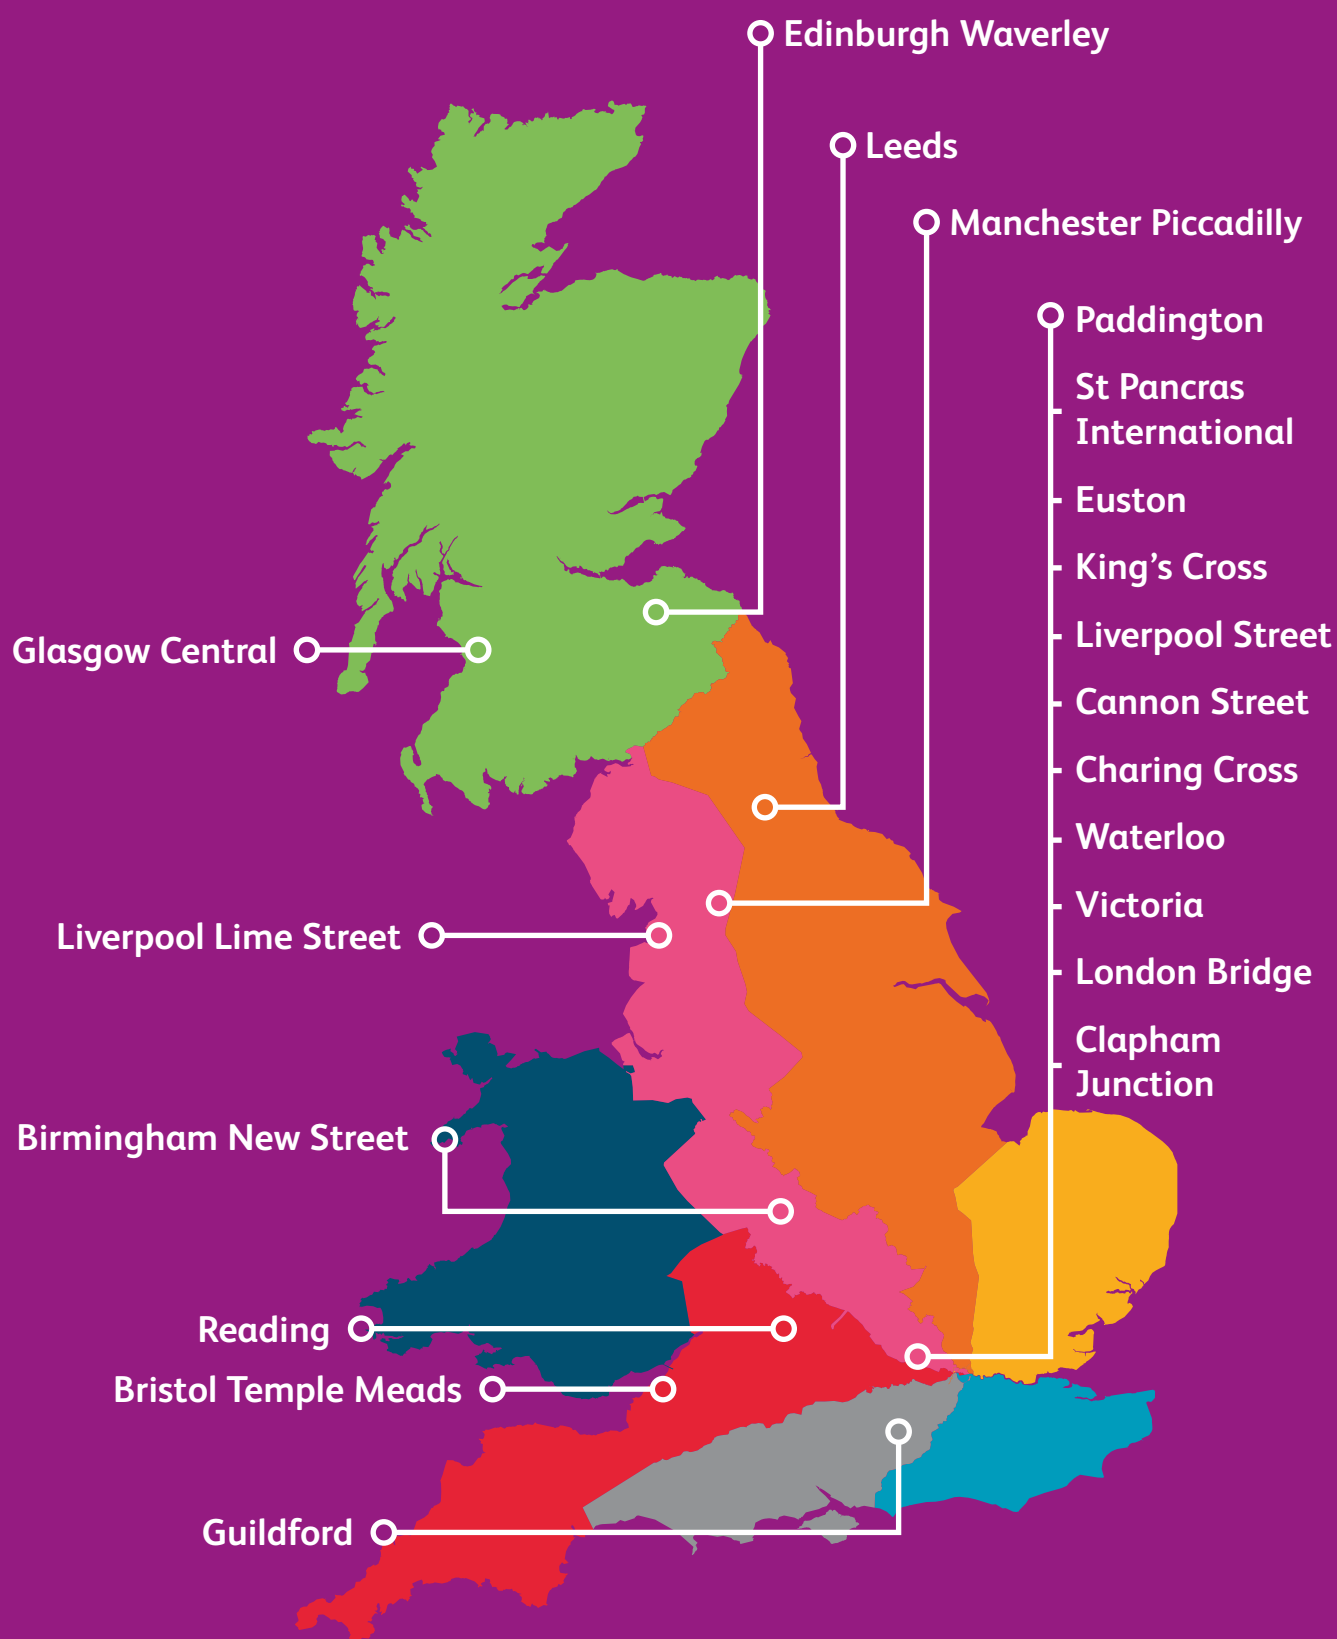 Edinburgh Waverley
Leeds
Manchester Piccadilly
Paddington
St Pancras
International
Euston
King’s Cross
Liverpool Street
Cannon Street
Charing Cross
Waterloo
Victoria
London Bridge
Clapham
Junction
Glasgow Central
Liverpool Lime Street
Birmingham New Street
Reading
Bristol Temple Meads
Guildford